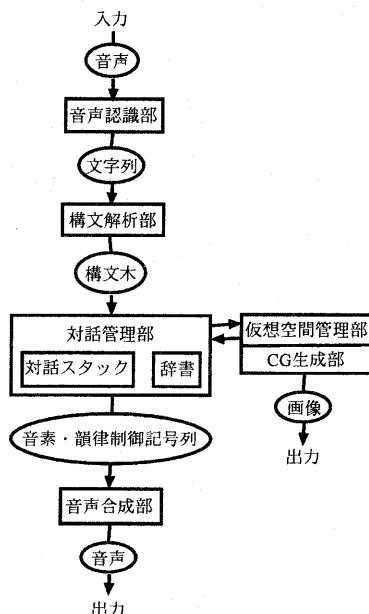 入力
音声
音声認識部
文字列
構文解析部
構文木
対話管理部
対話スタック
辞書
仮想空間管理部
CG生成部
画像
出力
音素・韻律制御記号列
音声合成部
音声
出力